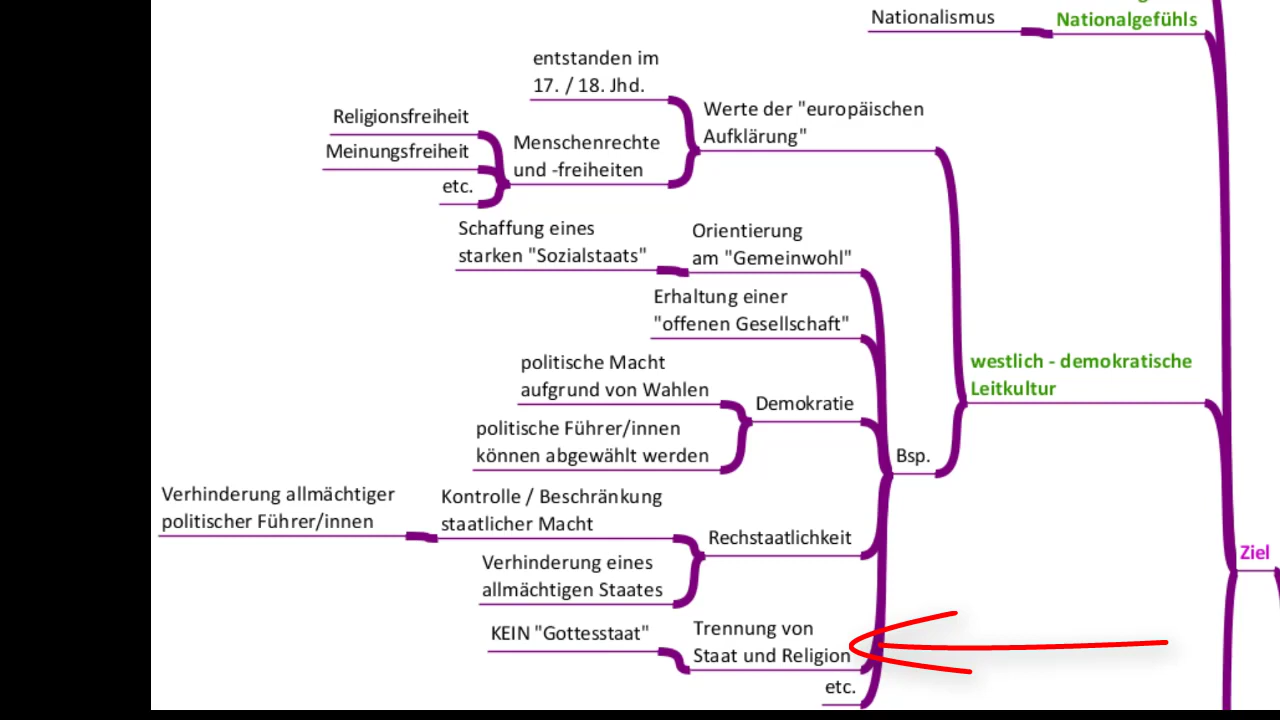 Nationalismus
Nationalgefühls
entstanden im
17. / 18. Jhd.
Werte der "europäischen
Aufklärung"
Religionsfreiheit
Meinungsfreiheit
etc.
Menschenrechte
und -freiheiten
Schaffung eines
starken "Sozialstaats"
Orientierung
am "Gemeinwohl"
Erhaltung einer
"offenen Gesellschaft"
westlich - demokratische
Leitkultur
politische Macht
aufgrund von Wahlen
Demokratie
politische Führer/innen
können abgewählt werden
Bsp.
Verhinderung allmächtiger
politischer Führer/innen
Kontrolle / Beschränkung
staatlicher Macht
Rechstaatlichkeit
Verhinderung eines
allmächtigen Staates
Ziel
KEIN "Gottesstaat"
Trennung von
Staat und Religion
etc.